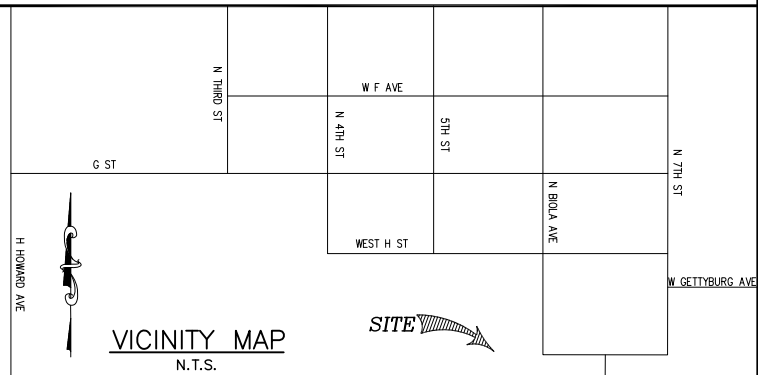 N THIRD ST
W F AVE
N 4TH ST
5TH ST
G ST
N 7TH ST
N BIOLA AVE
H HOWARD AVE
WEST H ST
W GETTYBURG AVE
SITE
VICINITY MAP
N.T.S.